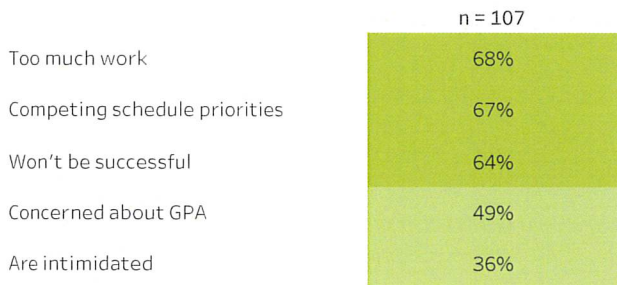 n = 107
Too much work 68%
Competing schedule priorities 67%
Won't be successful 64%
Concerned about GPA 49%
Are intimidated 36%